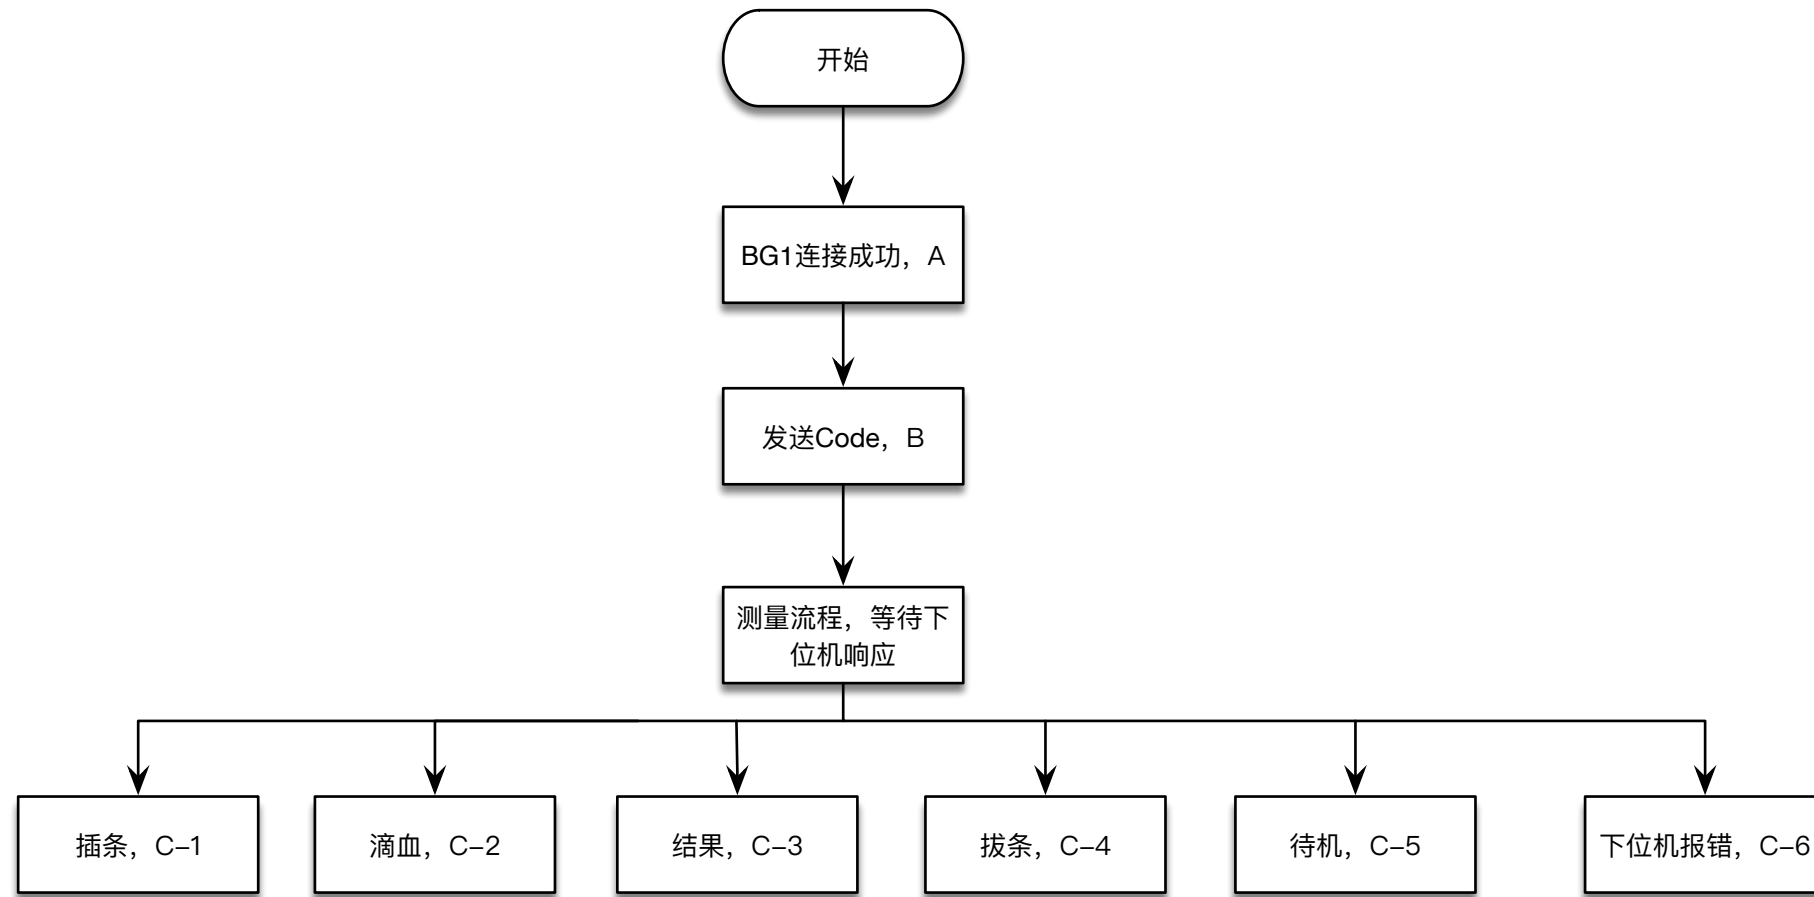 开始
BG1连接成功，A
发送Code，B
测量流程，等待下
位机响应
插条，C-1
滴血，C-2
结果，C-3
拔条，C-4
待机，C-5
下位机报错，C-6